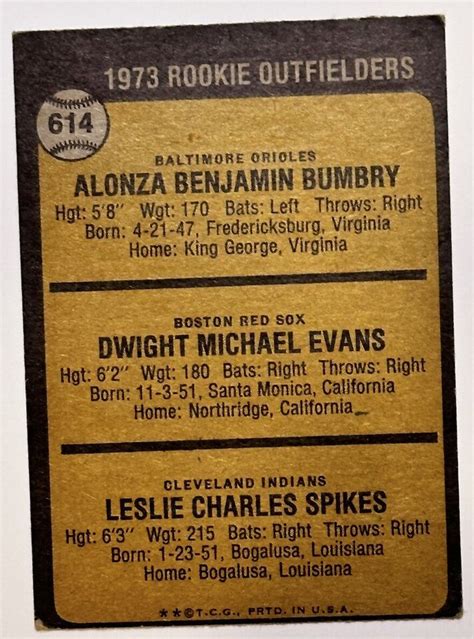 1973 ROOKIE OUTFIELDERS
614
BALTIMORE ORIOLES
ALONZA BENJAMIN BUMBRY
Hgt: 5'8" Wgt: 170 Bats: Left Throws: Right
Born: 4-21-47, Fredericksburg, Virginia
Home: King George, Virginia
BOSTON RED SOX
DWIGHT MICHAEL EVANS
Hgt: 6'2" Wgt: 180 Bats: Right Throws: Right
Born: 11-3-51, Santa Monica, California
Home: Northridge, California
CLEVELAND INDIANS
LESLIE CHARLES SPIKES
Hgt: 6'3" Wgt: 215 Bats: Right Throws: Right
Born: 1-23-51, Bogalusa, Louisiana
Home: Bogalusa, Louisiana
**©T.C.G., PRTD. IN U.S.A.